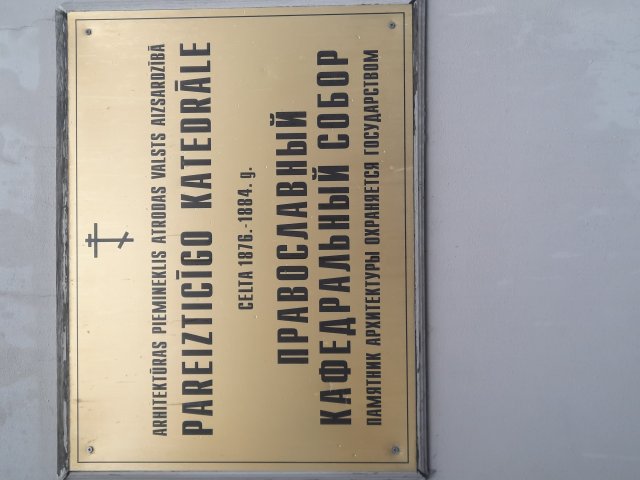 ARHITEKTŪRAS PIEMINEKLIS ATRODAS VALSTS AIZSARDZĪBĀ
PAREIZTICĪGO KATEDRĀLE
CELTA 1876.-1884. g.
ПРАВОСЛАВНЫЙ
КАФЕДРАЛЬНЫЙ СОБОР
ПАМЯТНИК АРХИТЕКТУРЫ ОХРАНЯЕТСЯ ГОСУДАРСТВОМ